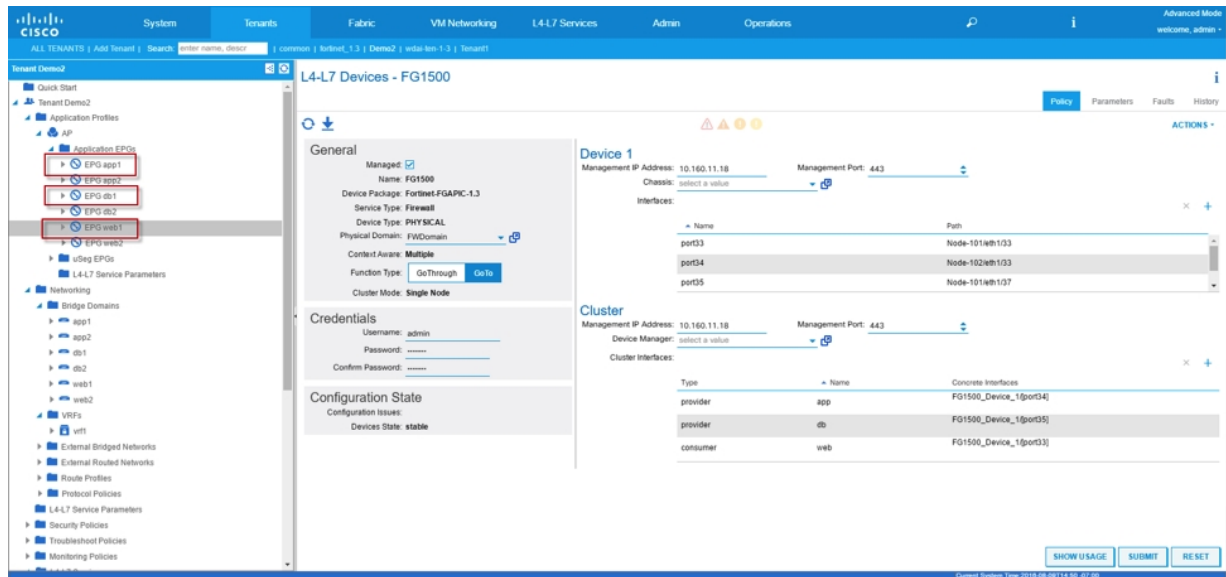 Advanced Mode
CISCO System Tenants Fabric VM Networking L4-L7 Services Admin Operations i
welcome, admin
ALL TENANTS | Add Tenant | Search: enter name, descr | common | fortinet_1.3 | Demo2 | wdai-ten-1-3 | Tenant1
Tenant Demo2
Quick Start
Tenant Demo2
Application Profiles
AP
Application EPGs
EPG app1
EPG app2
EPG db1
EPG db2
EPG web1
EPG web2
uSeg EPGs
L4-L7 Service Parameters
Networking
Bridge Domains
app1
app2
db1
db2
web1
web2
VRFs
vrf1
External Bridged Networks
External Routed Networks
Route Profiles
Protocol Policies
L4-L7 Service Parameters
Security Policies
Troubleshoot Policies
Monitoring Policies
L4-L7 Devices - FG1500
i
Policy Parameters Faults History
ACTIONS
General
Managed:
Name: FG1500
Device Package: Fortinet-FGAPIC-1.3
Service Type: Firewall
Device Type: PHYSICAL
Physical Domain: FWDomain
Context Aware: Multiple
Function Type: GoThrough GoTo
Cluster Mode: Single Node
Credentials
Username: admin
Password: .......
Confirm Password: .......
Configuration State
Configuration Issues:
Devices State: stable
Device 1
Management IP Address: 10.160.11.18 Management Port: 443
Chassis: select a value
Interfaces:
Name Path
port33 Node-101/eth1/33
port34 Node-102/eth1/33
port35 Node-101/eth1/37
Cluster
Management IP Address: 10.160.11.18 Management Port: 443
Device Manager: select a value
Cluster Interfaces:
Type Name Concrete Interfaces
provider app FG1500_Device_1/[port34]
provider db FG1500_Device_1/[port35]
consumer web FG1500_Device_1/[port33]
SHOW USAGE SUBMIT RESET
Current System Time 2016-08-09T14:50 -07:00